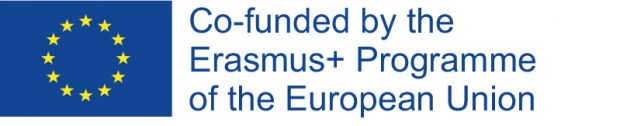 Co-funded by the
Erasmus+ Programme
of the European Union